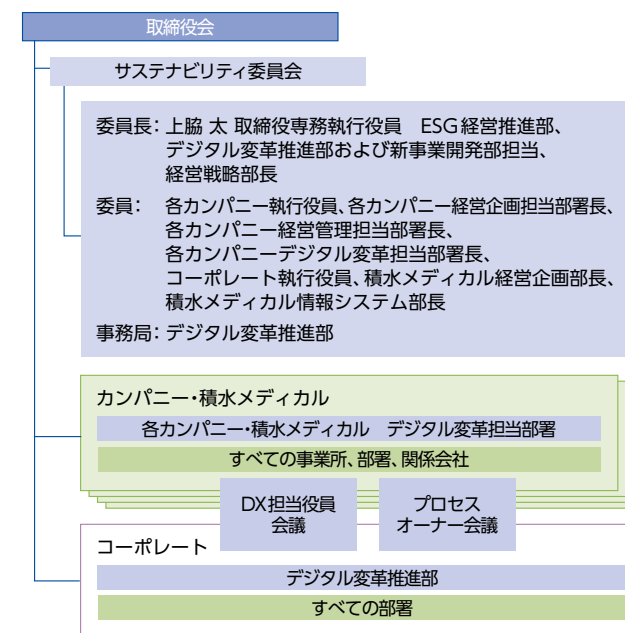 取締役会
サステナビリティ委員会
委員長：上脇 太 取締役専務執行役員　ESG経営推進部、
デジタル変革推進部および新事業開発部担当、
経営戦略部長
委員：　各カンパニー執行役員、各カンパニー経営企画担当部署長、
各カンパニー経営管理担当部署長、
各カンパニーデジタル変革担当部署長、
コーポレート執行役員、積水メディカル経営企画部長、
積水メディカル情報システム部長
事務局：デジタル変革推進部
カンパニー・積水メディカル
各カンパニー・積水メディカル　デジタル変革担当部署
すべての事業所、部署、関係会社
DX担当役員
会議
プロセス
オーナー会議
コーポレート
デジタル変革推進部
すべての部署